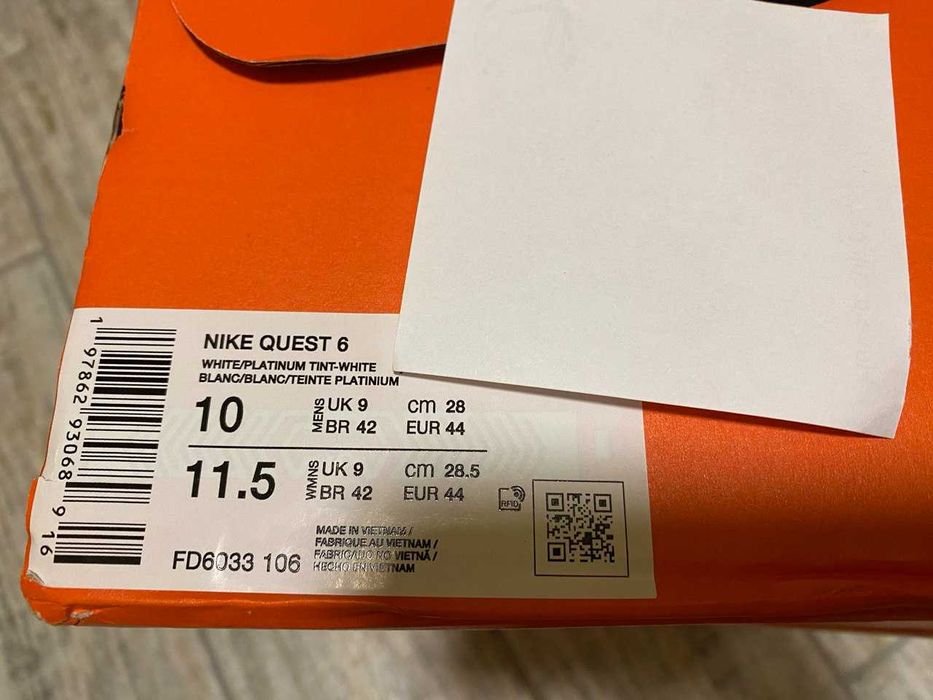 NIKE QUEST 6
WHITE/PLATINUM TINT-WHITE
BLANC/BLANC/TEINTE PLATINIUM
10 MENS UK 9 cm 28
BR 42 EUR 44
11.5 WMNS UK 9 cm 28.5
BR 42 EUR 44
RFID
MADE IN VIETNAM /
FABRIQUE AU VIETNAM /
FABRICADO NO VIETNÃ /
HECHO EN VIETNAM
FD6033 106
1 97862 93068 9 16